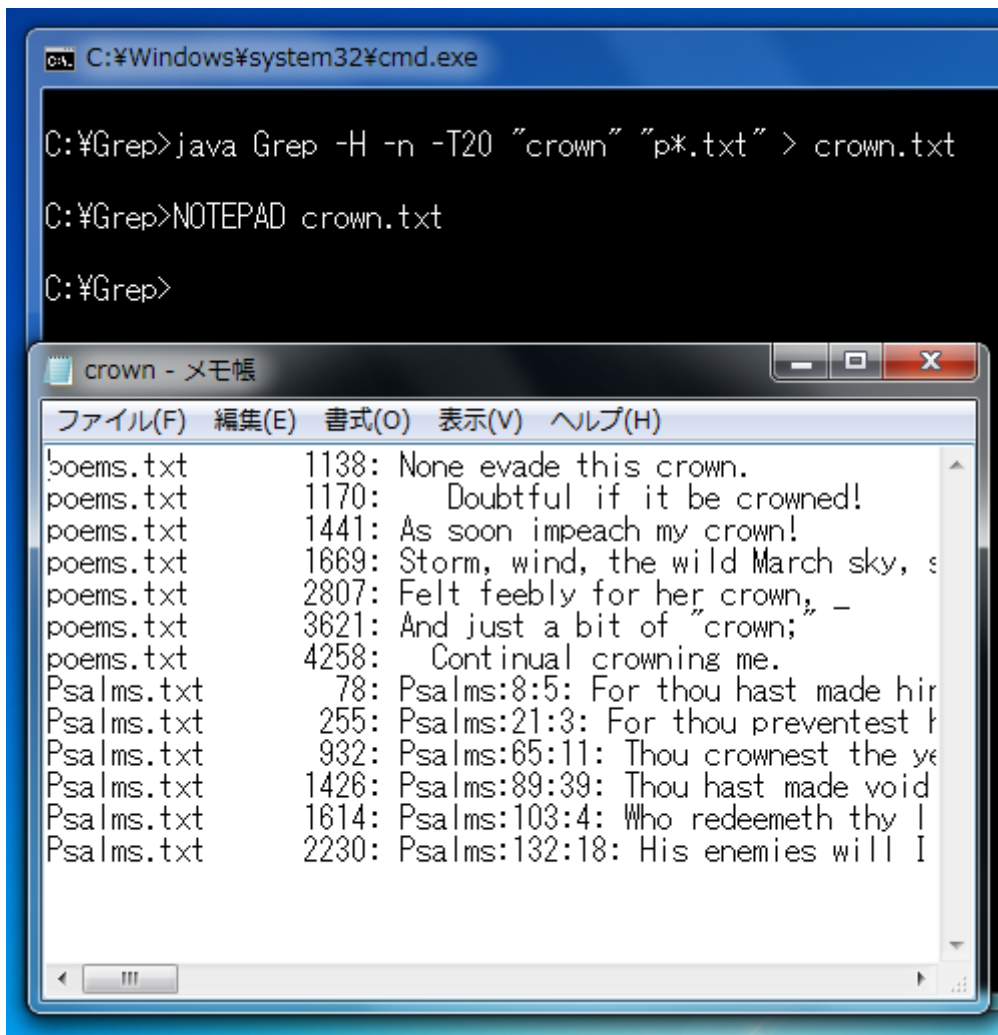 C:¥Windows¥system32¥cmd.exe
C:¥Grep>java Grep -H -n -T20 "crown" "p*.txt" > crown.txt
C:¥Grep>NOTEPAD crown.txt
C:¥Grep>
crown - メモ帳
ファイル(F) 編集(E) 書式(O) 表示(V) ヘルプ(H)
poems.txt 1138: None evade this crown.
poems.txt 1170: Doubtful if it be crowned!
poems.txt 1441: As soon impeach my crown!
poems.txt 1669: Storm, wind, the wild March sky,
poems.txt 2807: Felt feebly for her crown, _
poems.txt 3621: And just a bit of "crown;"
poems.txt 4258: Continual crowning me.
Psalms.txt 78: Psalms:8:5: For thou hast made
Psalms.txt 255: Psalms:21:3: For thou preventest
Psalms.txt 932: Psalms:65:11: Thou crownest the
Psalms.txt 1426: Psalms:89:39: Thou hast made void
Psalms.txt 1614: Psalms:103:4: Who redeemeth thy
Psalms.txt 2230: Psalms:132:18: His enemies will I